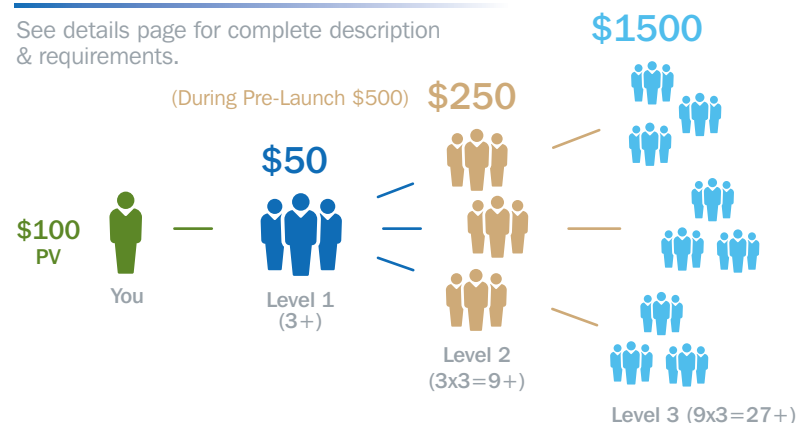 See details page for complete description
& requirements.
$1500
(During Pre-Launch $500) $250
$50
$100
PV
You
Level 1
(3+)
Level 2
(3x3=9+)
Level 3 (9x3=27+)